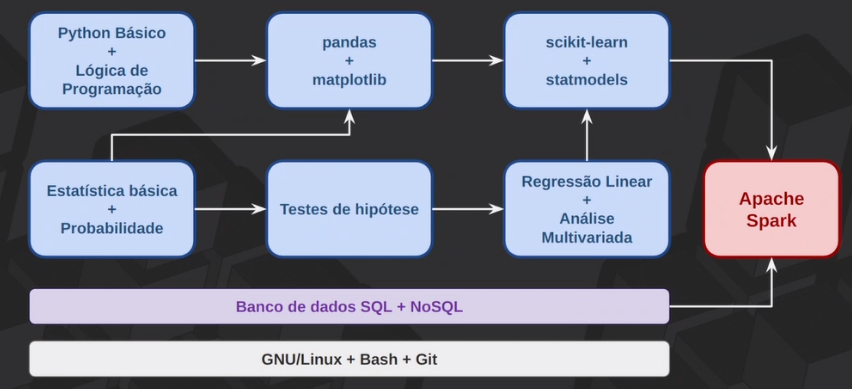 Python Básico
+
Lógica de
Programação
pandas
+
matplotlib
scikit-learn
+
statmodels
Estatística básica
+
Probabilidade
Testes de hipótese
Regressão Linear
+
Análise
Multivariada
Apache
Spark
Banco de dados SQL + NoSQL
GNU/Linux + Bash + Git